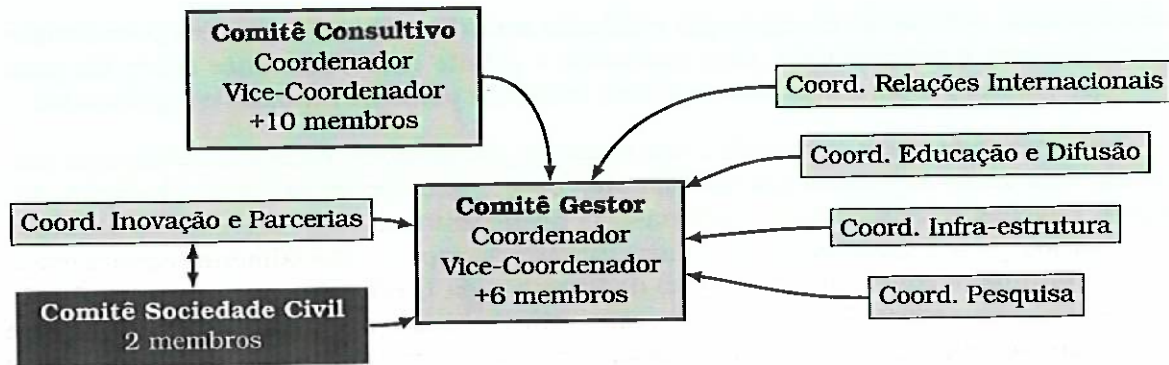 Comitê Consultivo
Coordenador
Vice-Coordenador
+10 membros
Coord. Relações Internacionais
Coord. Educação e Difusão
Coord. Inovação e Parcerias
Comitê Gestor
Coordenador
Vice-Coordenador
+6 membros
Coord. Infra-estrutura
Coord. Pesquisa
Comitê Sociedade Civil
2 membros